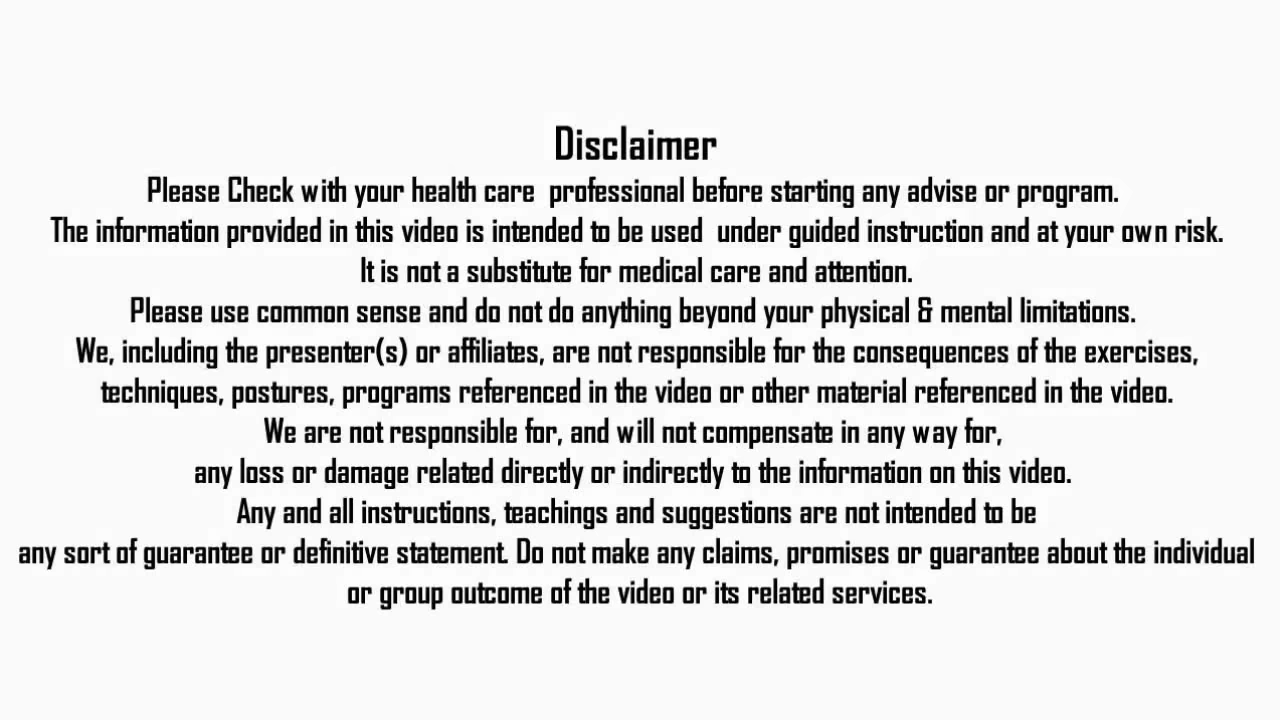 Disclaimer
Please Check with your health care professional before starting any advise or program.
The information provided in this video is intended to be used under guided instruction and at your own risk.
It is not a substitute for medical care and attention.
Please use common sense and do not do anything beyond your physical & mental limitations.
We, including the presenter(s) or affiliates, are not responsible for the consequences of the exercises,
techniques, postures, programs referenced in the video or other material referenced in the video.
We are not responsible for, and will not compensate in any way for,
any loss or damage related directly or indirectly to the information on this video.
Any and all instructions, teachings and suggestions are not intended to be
any sort of guarantee or definitive statement. Do not make any claims, promises or guarantee about the individual
or group outcome of the video or its related services.